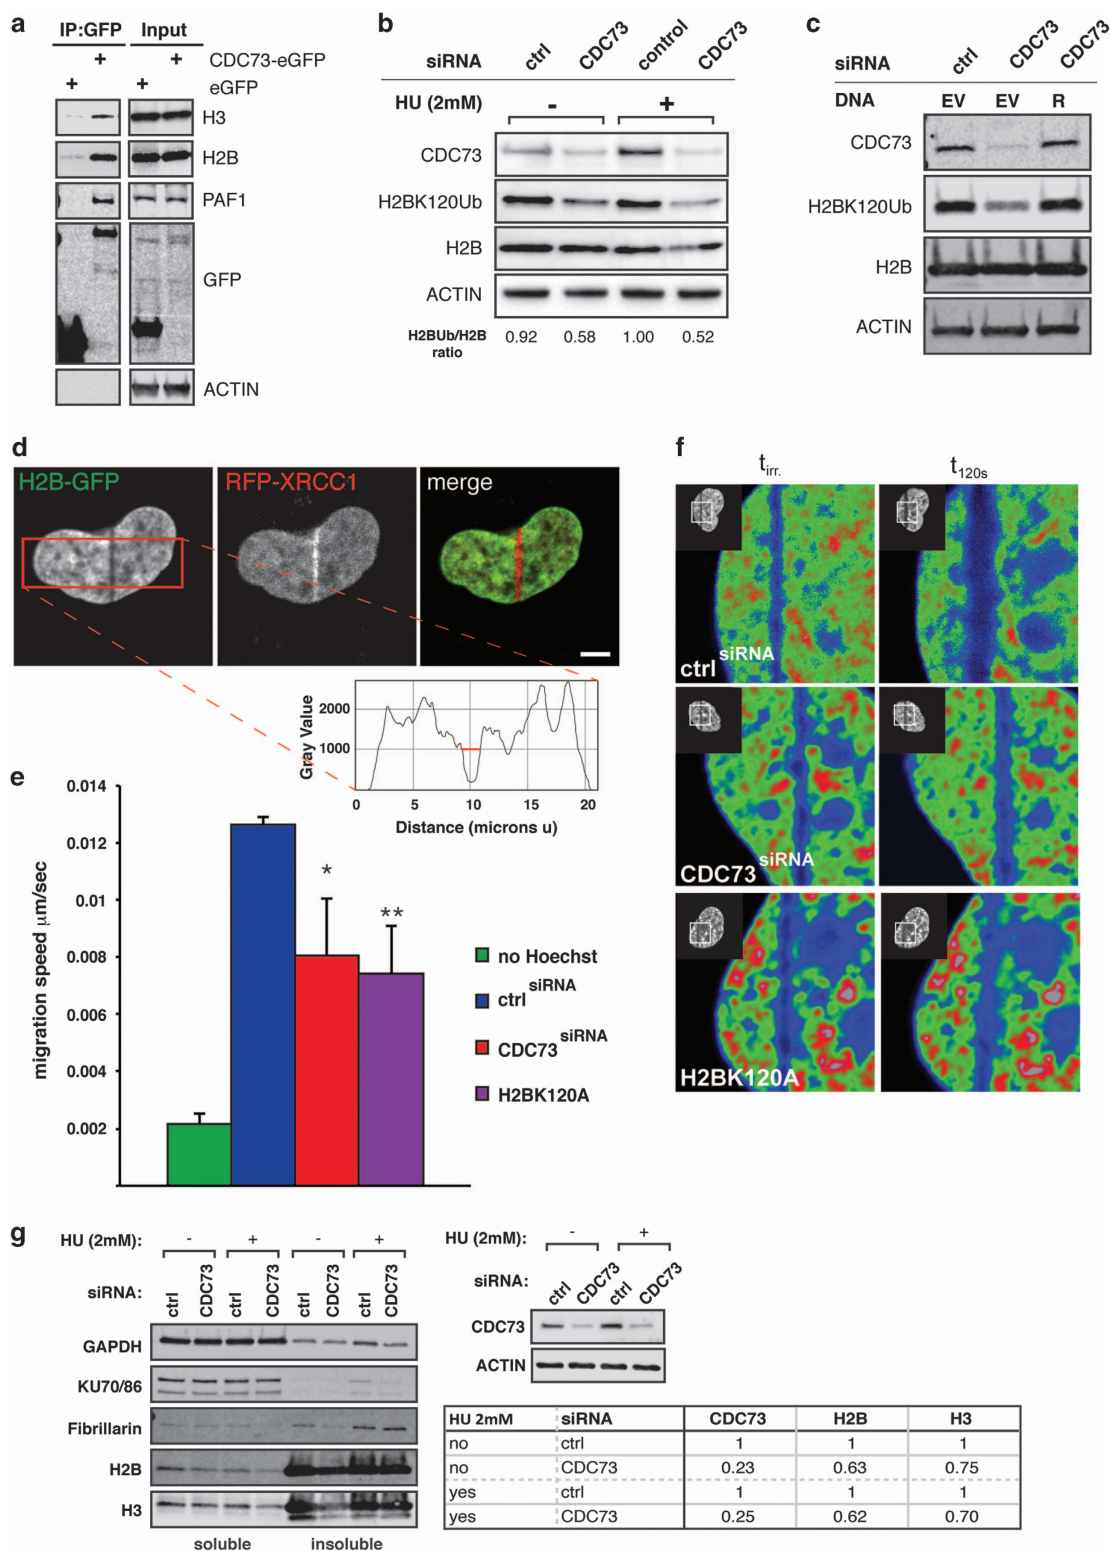 a
IP:GFP Input
+ + CDC73-eGFP
+ + eGFP
H3
H2B
PAF1
GFP
ACTIN
b
siRNA ctrl CDC73 control CDC73
HU (2mM) - +
CDC73
H2BK120Ub
H2B
ACTIN
H2BUb/H2B ratio 0.92 0.58 1.00 0.52
c
siRNA ctrl CDC73 CDC73
DNA EV EV R
CDC73
H2BK120Ub
H2B
ACTIN
d
H2B-GFP RFP-XRCC1 merge
Gray Value
2000
1000
0 5 10 15 20
Distance (microns u)
e
migration speed μm/sec
0.014
0.012
0.01
0.008
0.006
0.004
0.002
*
**
no Hoechst
ctrl siRNA
CDC73 siRNA
H2BK120A
f
tirr. t120s
ctrl siRNA
CDC73 siRNA
H2BK120A
g
HU (2mM): - + - +
siRNA: ctrl CDC73 ctrl CDC73 ctrl CDC73 ctrl CDC73
GAPDH
KU70/86
Fibrillarin
H2B
H3
soluble insoluble
HU (2mM): - +
siRNA: ctrl CDC73 ctrl CDC73
CDC73
ACTIN
HU 2mM siRNA CDC73 H2B H3
no ctrl 1 1 1
no CDC73 0.23 0.63 0.75
yes ctrl 1 1 1
yes CDC73 0.25 0.62 0.70